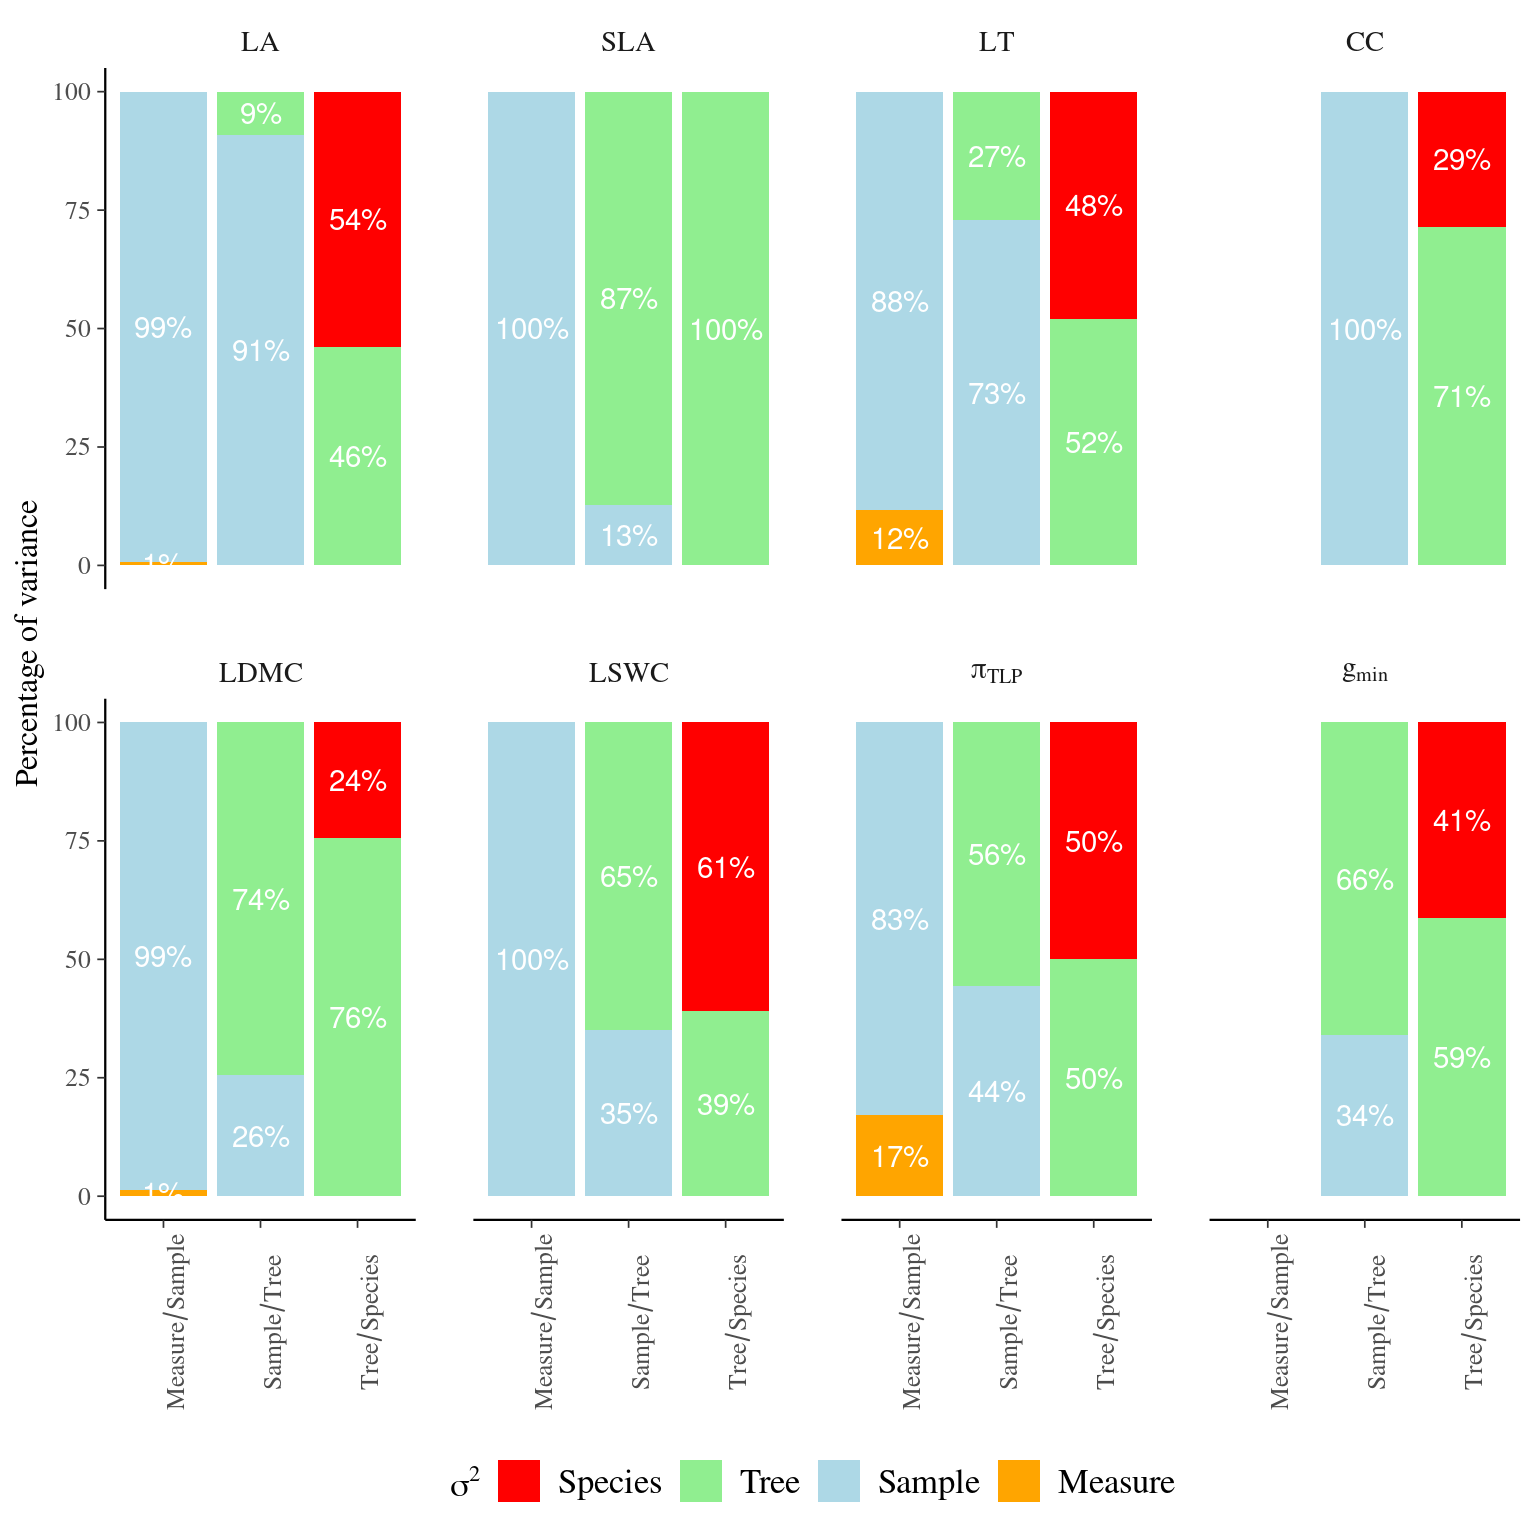 LA SLA LT CC
100 9%
27% 29%
75 54% 48%
87% 88%
50 99% 91% 100% 100% 100%
73% 71%
25 46% 52%
13% 12%
0 1%
Percentage of variance
LDMC LSWC πTLP gmin
100
24%
75 74% 65% 61% 56% 50% 41%
66%
83%
50 99% 100%
76%
25 50% 59%
26% 35% 39% 44% 34%
17%
0 1%
Measure/Sample Sample/Tree Tree/Species Measure/Sample Sample/Tree Tree/Species Measure/Sample Sample/Tree Tree/Species Measure/Sample Sample/Tree Tree/Species
σ² Species Tree Sample Measure